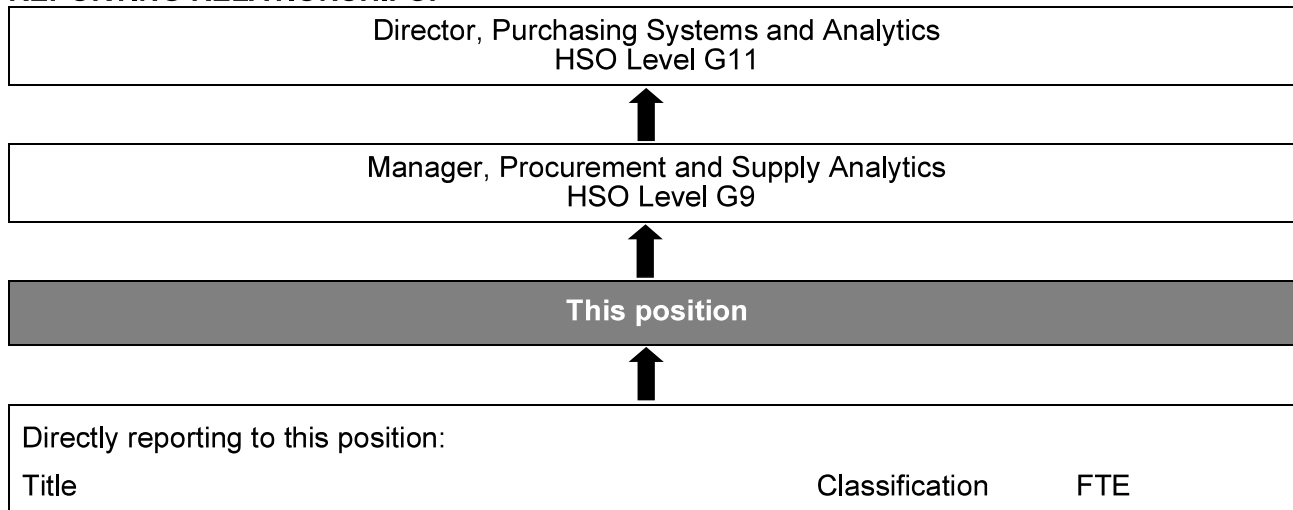 Director, Purchasing Systems and Analytics
HSO Level G11
Manager, Procurement and Supply Analytics
HSO Level G9
This position
Directly reporting to this position:
Title Classification FTE